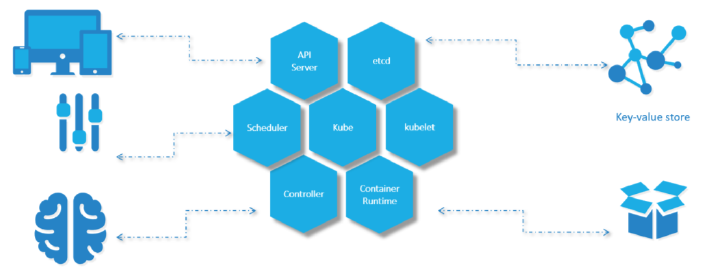 API
Server
etcd
Scheduler
Kube
kubelet
Key-value store
Controller
Container
Runtime